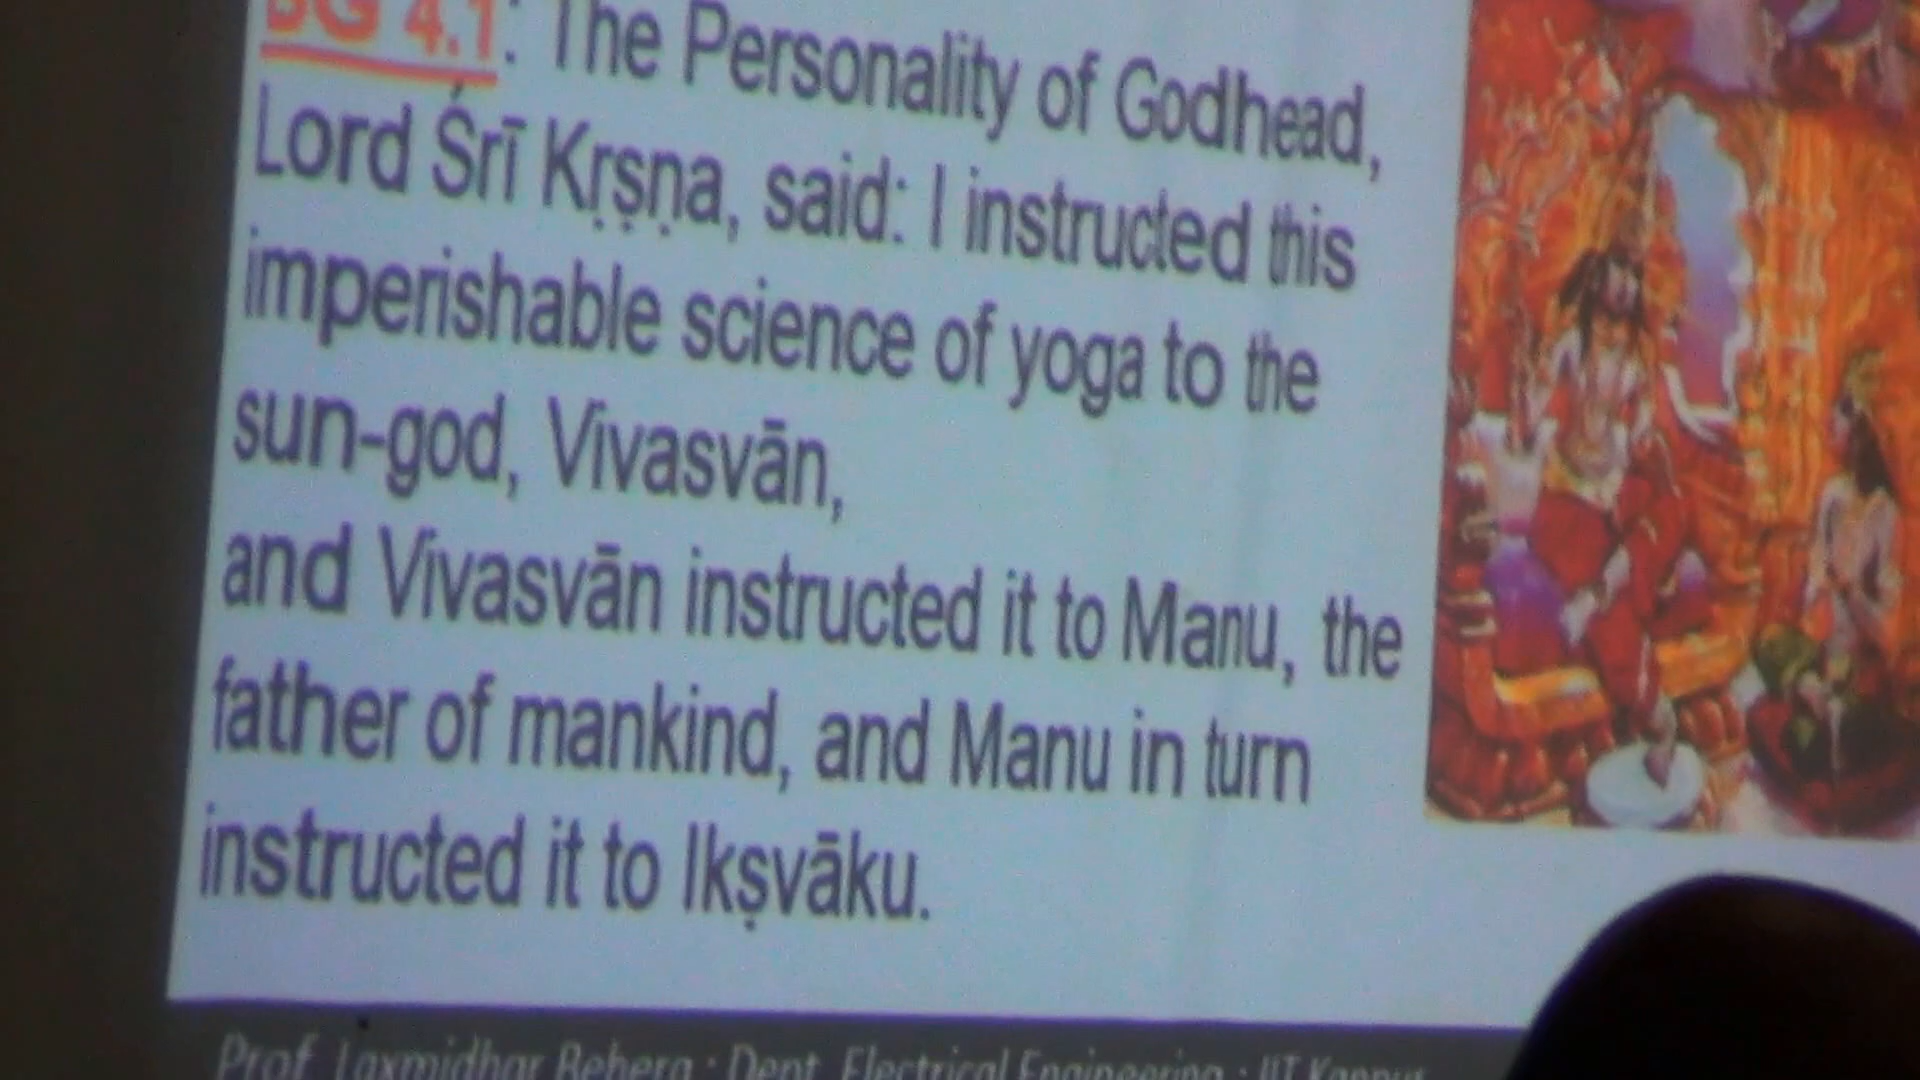 BG 4.1: The Personality of Godhead,
Lord Śrī Kṛṣṇa, said: I instructed this
imperishable science of yoga to the
sun-god, Vivasvān,
and Vivasvān instructed it to Manu, the
father of mankind, and Manu in turn
instructed it to Ikṣvāku.
Prof. Laxmidhar Behera · Dept. Electrical Engineering · IIT Kanpur